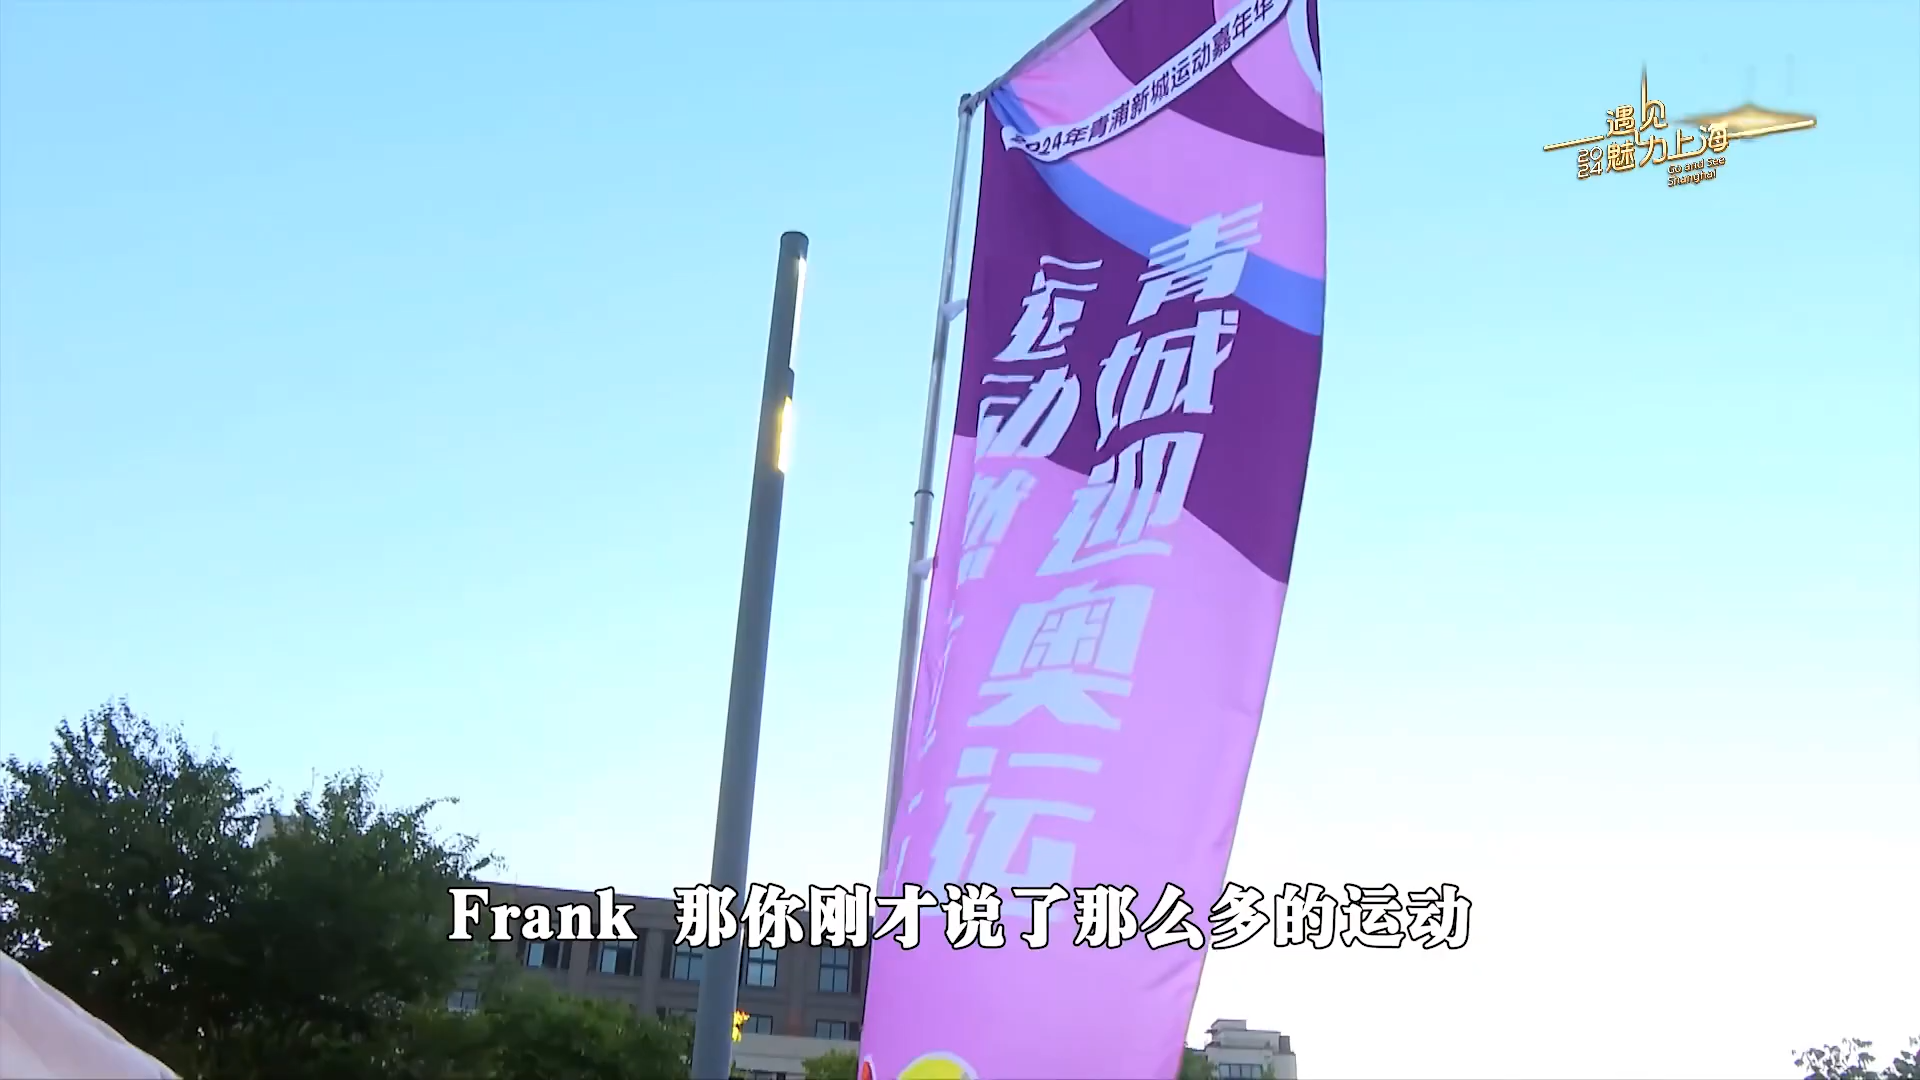 2024年青浦新城运动嘉年华
青城迎奥运
运动燃
遇见
2024
魅力上海
Go and See
Shanghai
Frank 那你刚才说了那么多的运动